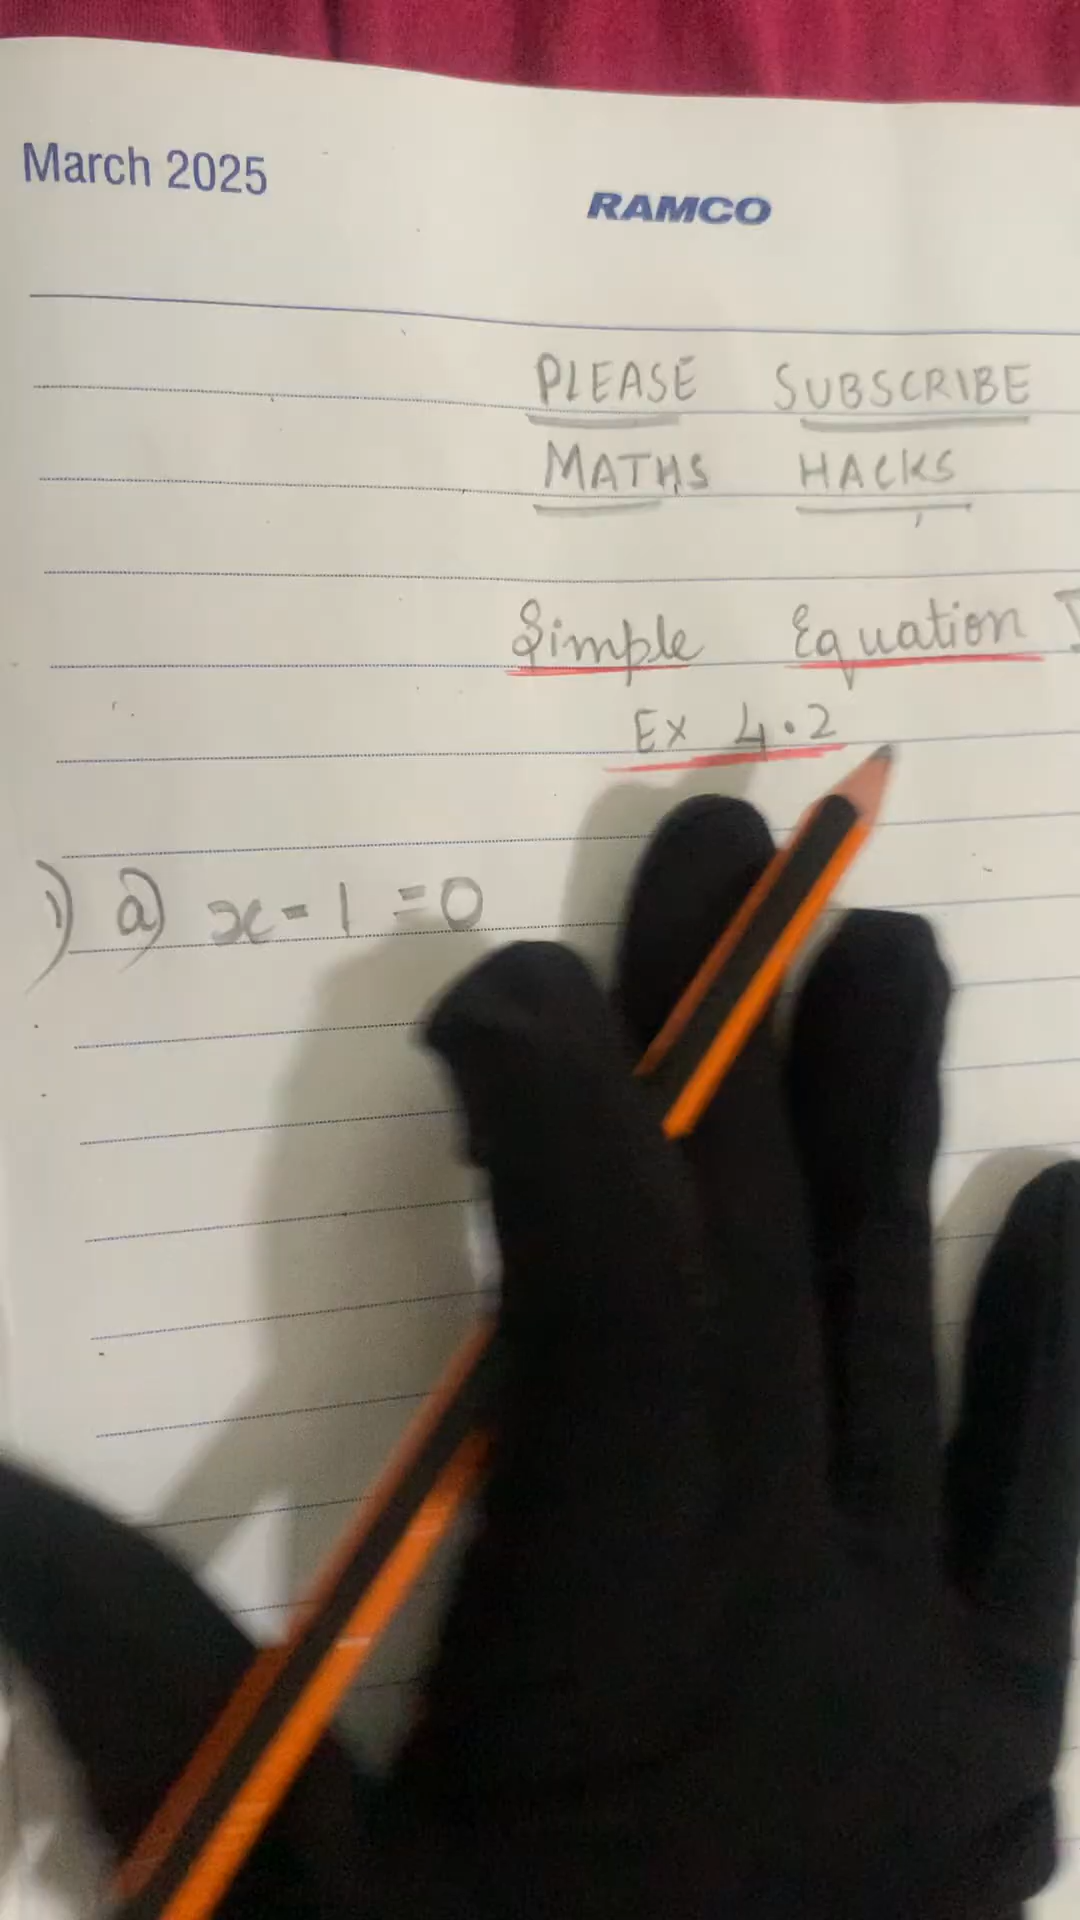 March 2025
RAMCO
PLEASE SUBSCRIBE
MATHS HACKS
Simple Equation
Ex 4.2
1) a) x - 1 = 0